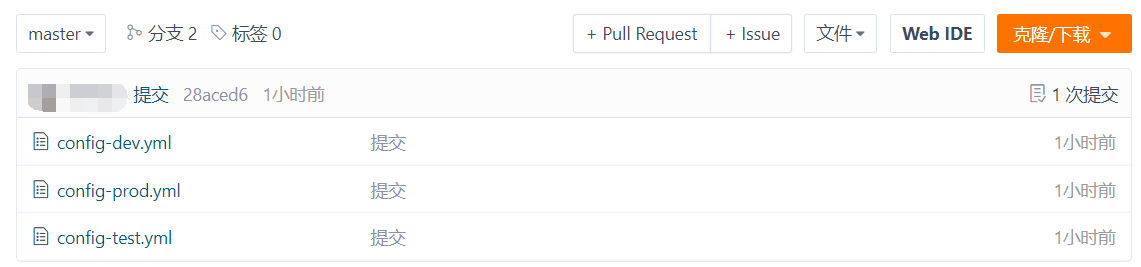 master 分支 2 标签 0 + Pull Request + Issue 文件 Web IDE 克隆/下载
提交 28aced6 1小时前 1 次提交
config-dev.yml 提交 1小时前
config-prod.yml 提交 1小时前
config-test.yml 提交 1小时前